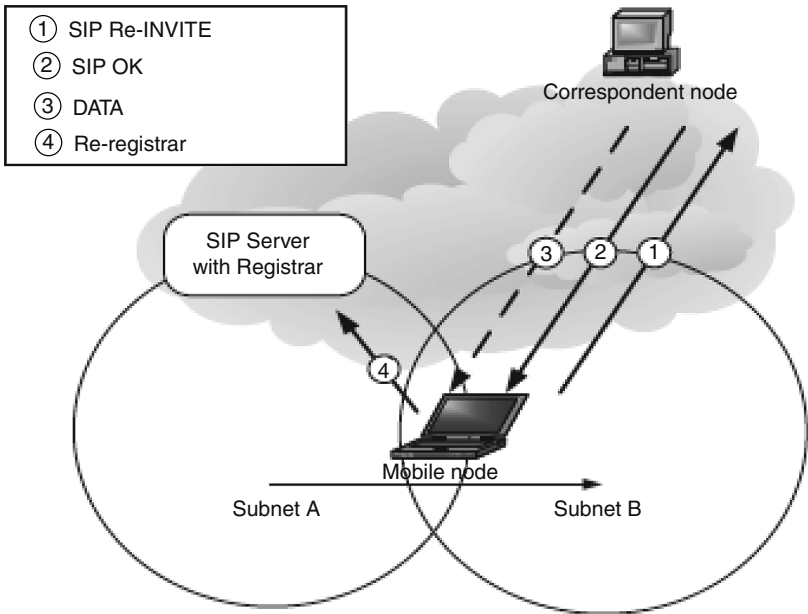 1 SIP Re-INVITE
2 SIP OK
3 DATA
4 Re-registrar
Correspondent node
SIP Server
with Registrar
3 2 1
4
Mobile node
Subnet A Subnet B